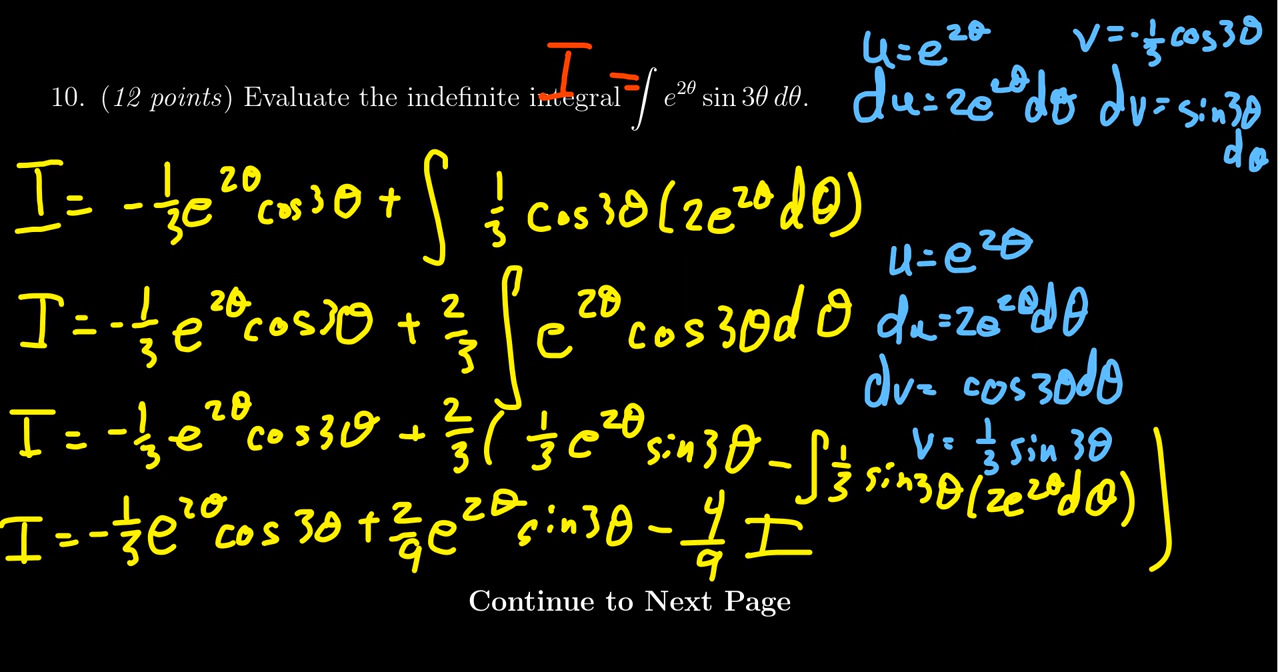 10. (12 points) Evaluate the indefinite integral I = ∫ e^{2θ} sin 3θ dθ.
u = e^{2θ} v = -1/3 cos 3θ
du = 2e^{2θ} dθ dv = sin 3θ
dθ
I = -1/3 e^{2θ} cos 3θ + ∫ 1/3 cos 3θ (2e^{2θ} dθ)
I = -1/3 e^{2θ} cos 3θ + 2/3 ∫ e^{2θ} cos 3θ dθ
u = e^{2θ}
du = 2e^{2θ} dθ
dv = cos 3θ dθ
v = 1/3 sin 3θ
I = -1/3 e^{2θ} cos 3θ + 2/3 ( 1/3 e^{2θ} sin 3θ - ∫ 1/3 sin 3θ (2e^{2θ} dθ) )
I = -1/3 e^{2θ} cos 3θ + 2/9 e^{2θ} sin 3θ - 4/9 I
Continue to Next Page